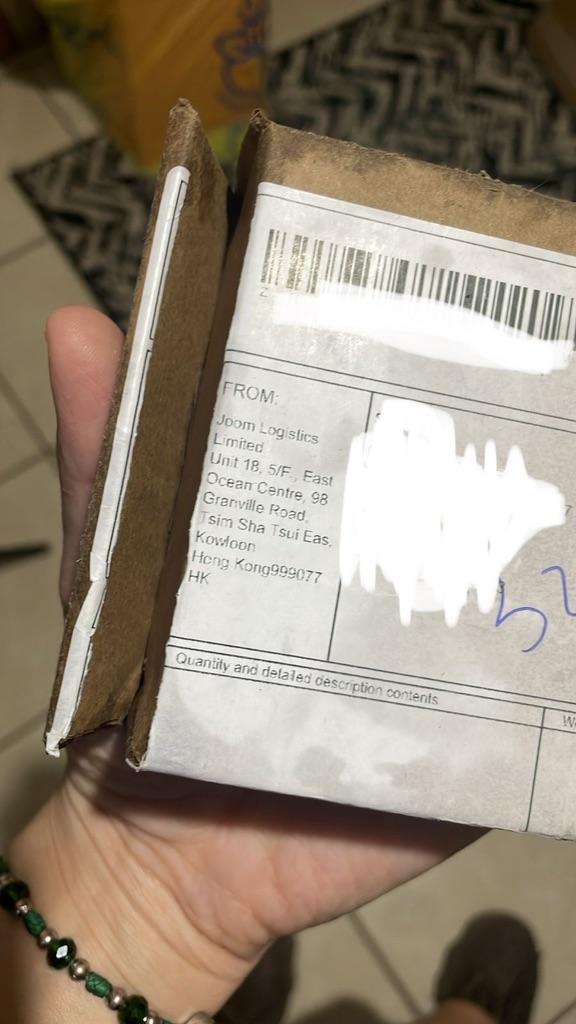 FROM:
Joom Logistics
Limited
Unit 18, 5/F., East
Ocean Centre, 98
Granville Road,
Tsim Sha Tsui Eas,
Kowloon
Hong Kong999077
HK
Quantity and detailed description contents